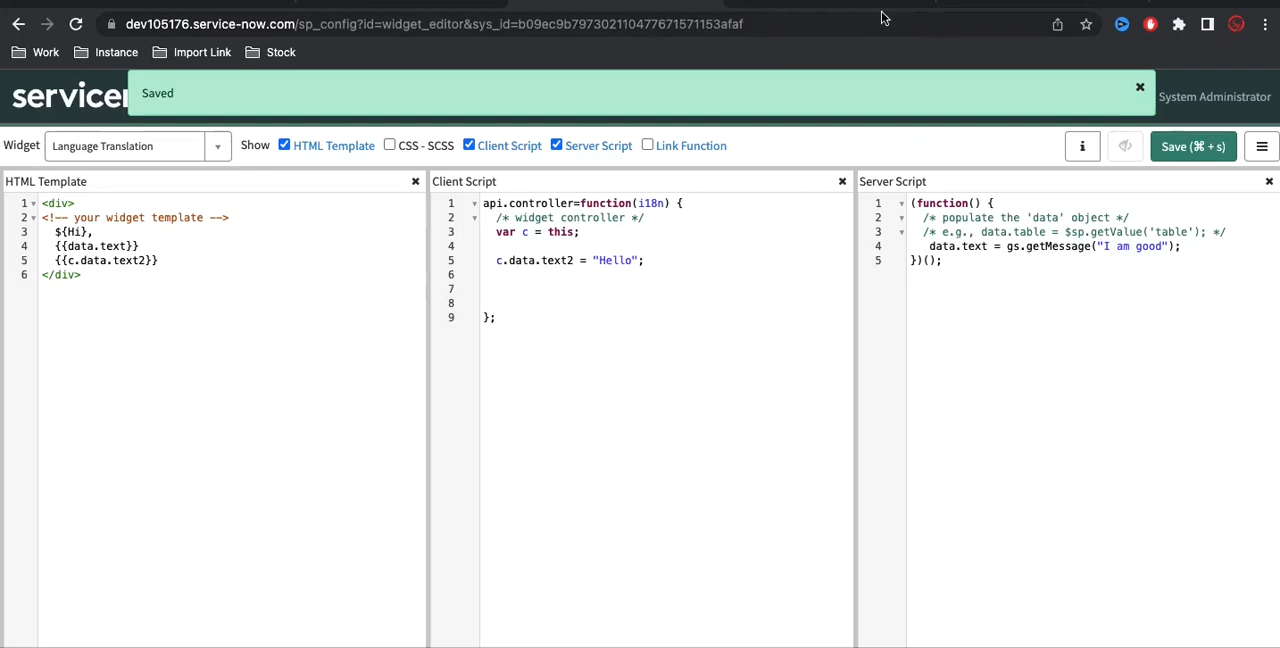 dev105176.service-now.com/sp_config?id=widget_editor&sys_id=b09ec9b797302110477671571153afaf
Work Instance Import Link Stock
servicen
Saved
System Administrator
Widget Language Translation Show HTML Template CSS - SCSS Client Script Server Script Link Function i Save (⌘ + s)
HTML Template
1 <div>
2 <!-- your widget template -->
3 ${Hi},
4 {{data.text}}
5 {{c.data.text2}}
6 </div>
Client Script
1 api.controller=function(i18n) {
2 /* widget controller */
3 var c = this;
4
5 c.data.text2 = "Hello";
6
7
8
9 };
Server Script
1 (function() {
2 /* populate the 'data' object */
3 /* e.g., data.table = $sp.getValue('table'); */
4 data.text = gs.getMessage("I am good");
5 })();